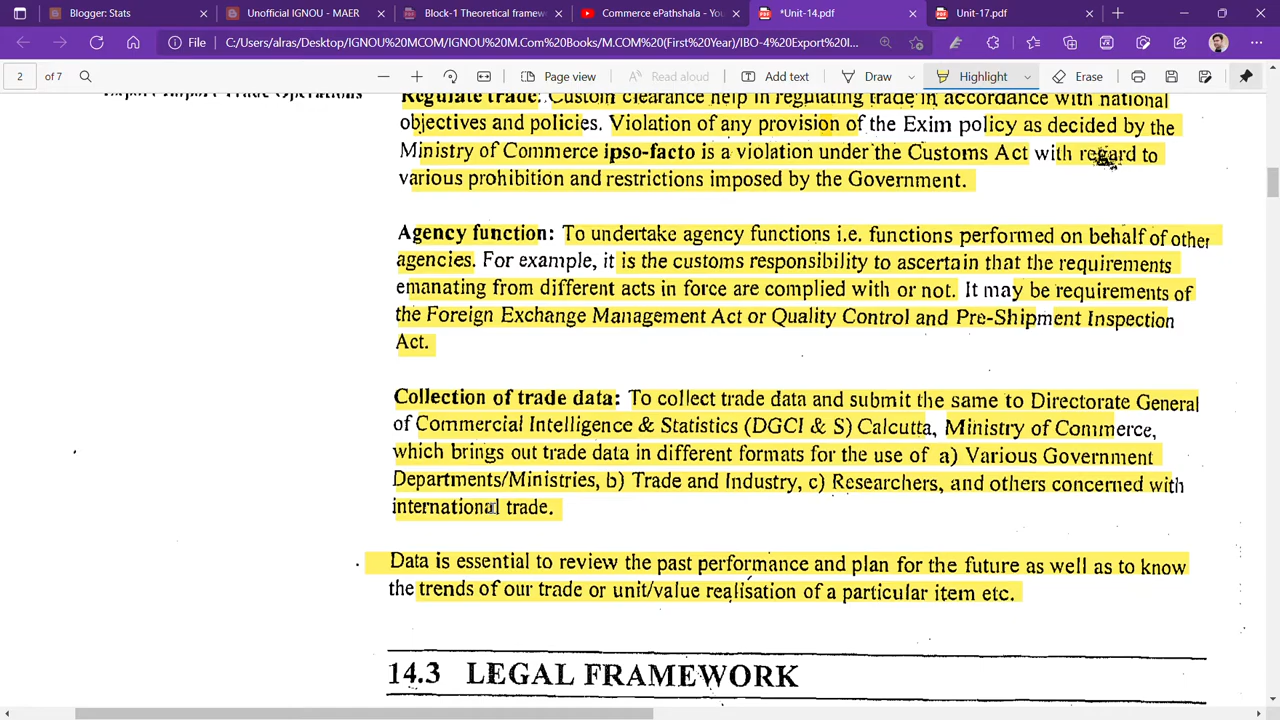 Blogger: Stats
Unofficial IGNOU - MAER
Block-1 Theoretical framew
Commerce ePathshala - You
*Unit-14.pdf
Unit-17.pdf
File
C:/Users/alras/Desktop/IGNOU%20MCOM/IGNOU%20M.Com%20Books/M.COM%20(First%20Year)/IBO-4%20Export%20I...
2 of 7
Page view
Read aloud
Add text
Draw
Highlight
Erase
Export Import Trade Operations
Regulate trade: Custom clearance help in regulating trade in accordance with national
objectives and policies. Violation of any provision of the Exim policy as decided by the
Ministry of Commerce ipso-facto is a violation under the Customs Act with regard to
various prohibition and restrictions imposed by the Government.
Agency function: To undertake agency functions i.e. functions performed on behalf of other
agencies. For example, it is the customs responsibility to ascertain that the requirements
emanating from different acts in force are complied with or not. It may be requirements of
the Foreign Exchange Management Act or Quality Control and Pre-Shipment Inspection
Act.
Collection of trade data: To collect trade data and submit the same to Directorate General
of Commercial Intelligence & Statistics (DGCI & S) Calcutta, Ministry of Commerce,
which brings out trade data in different formats for the use of a) Various Government
Departments/Ministries, b) Trade and Industry, c) Researchers, and others concerned with
international trade.
Data is essential to review the past performance and plan for the future as well as to know
the trends of our trade or unit/value realisation of a particular item etc.
14.3 LEGAL FRAMEWORK